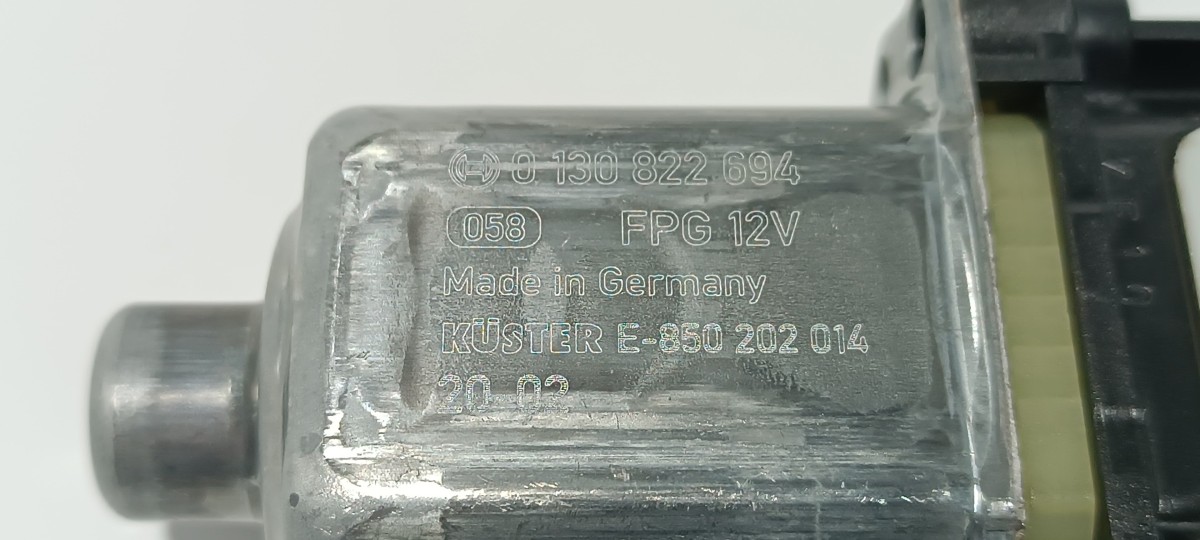 0 130 822 694
058 FPG 12V
Made in Germany
KÜSTER E-850 202 014
20-02